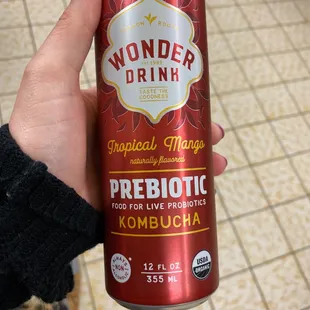 WONDER
DRINK
TASTE THE
GOODNESS
Tropical Mango
naturally flavored
PREBIOTIC
FOOD FOR LIVE PROBIOTICS
KOMBUCHA
NON
12 FL OZ
355 ML
USDA
ORGANIC